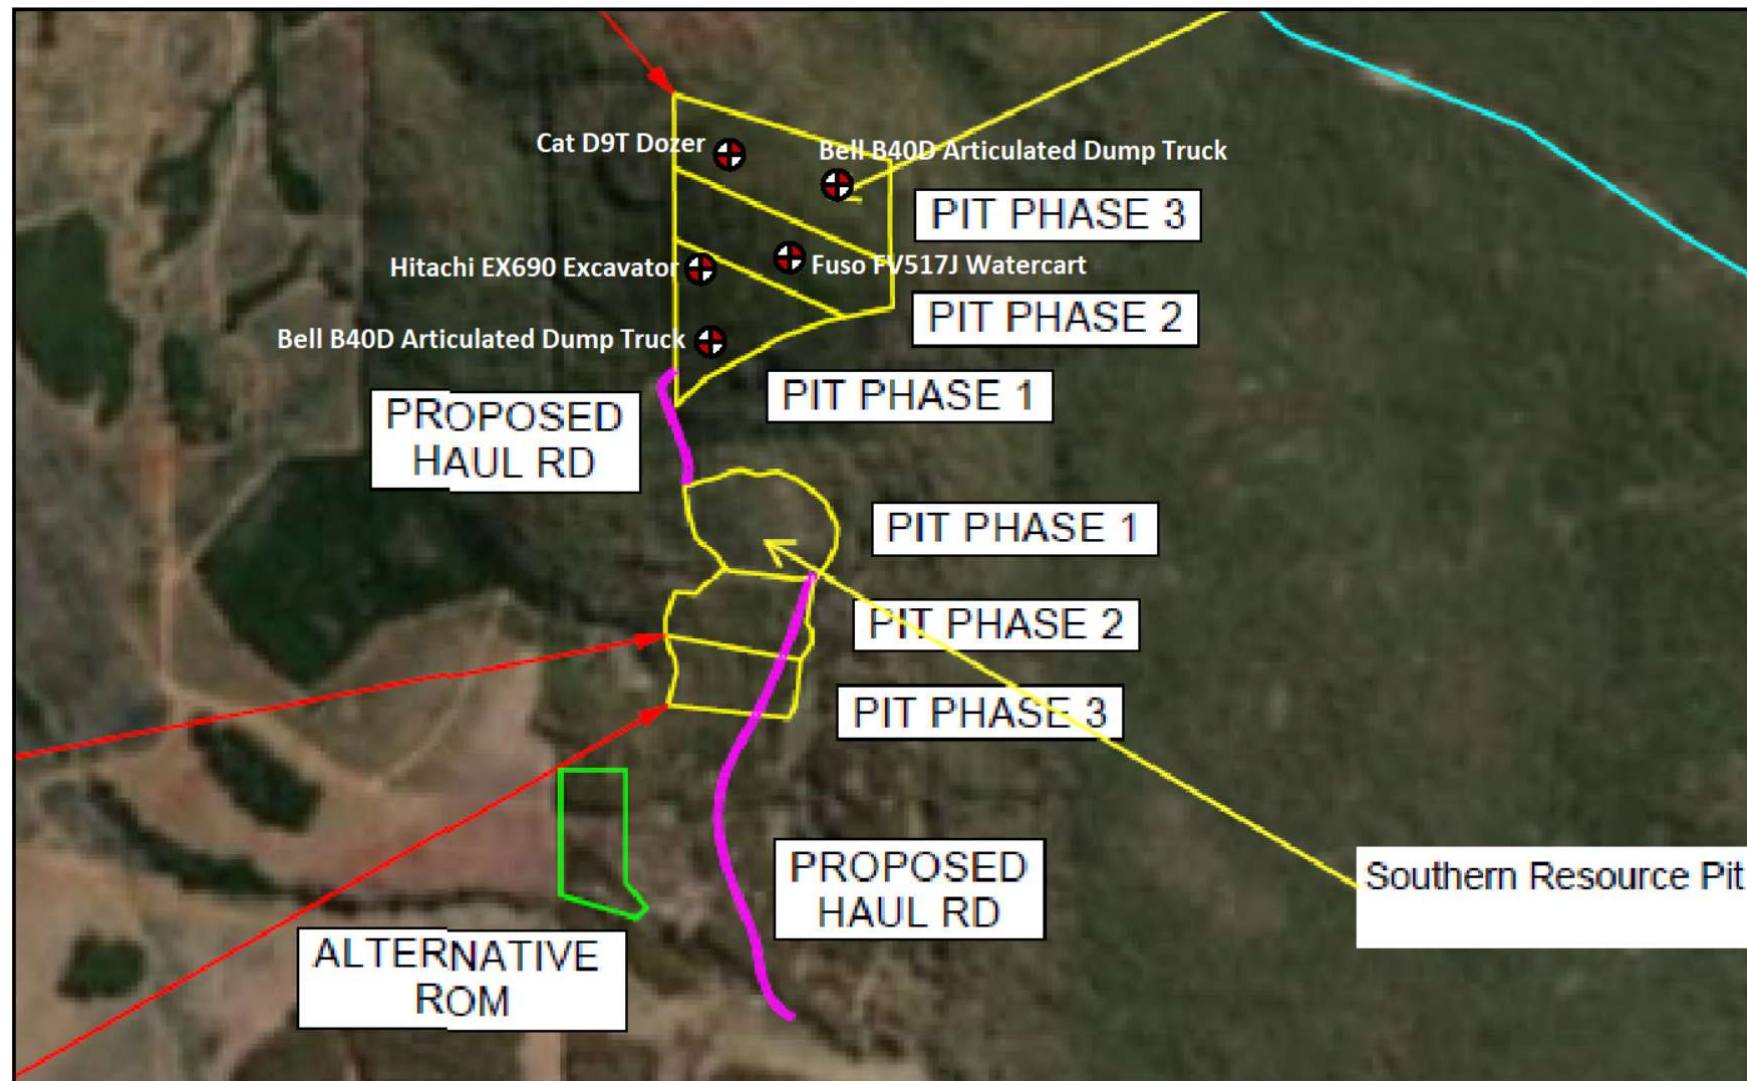 Cat D9T Dozer
Bell B40D Articulated Dump Truck
PIT PHASE 3
Hitachi EX690 Excavator
Fuso FV517J Watercart
PIT PHASE 2
Bell B40D Articulated Dump Truck
PIT PHASE 1
PROPOSED
HAUL RD
PIT PHASE 1
PIT PHASE 2
PIT PHASE 3
PROPOSED
HAUL RD
Southern Resource Pit
ALTERNATIVE
ROM